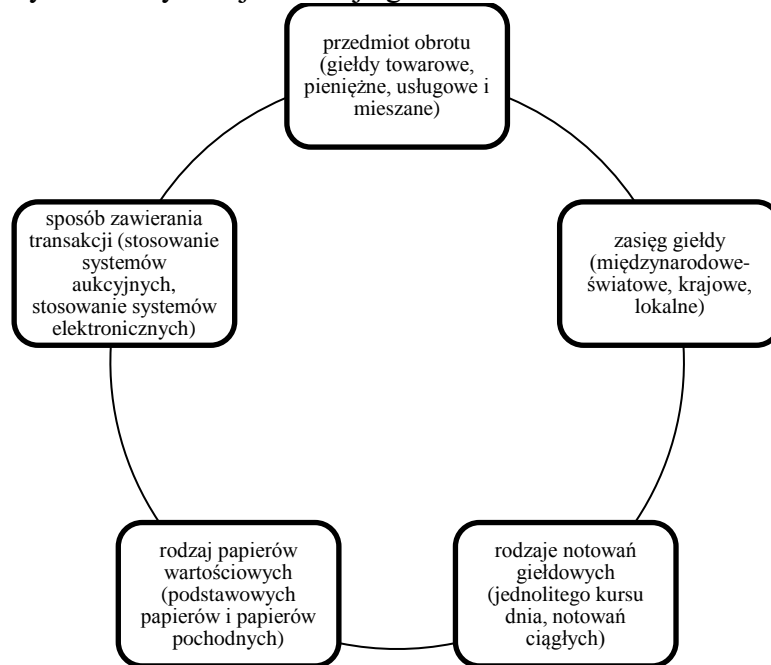 przedmiot obrotu
(giełdy towarowe,
pieniężne, usługowe i
mieszane)
zasięg giełdy
(międzynarodowe-
światowe, krajowe,
lokalne)
rodzaje notowań
giełdowych
(jednolitego kursu
dnia, notowań
ciągłych)
rodzaj papierów
wartościowych
(podstawowych
papierów i papierów
pochodnych)
sposób zawierania
transakcji (stosowanie
systemów
aukcyjnych,
stosowanie systemów
elektronicznych)